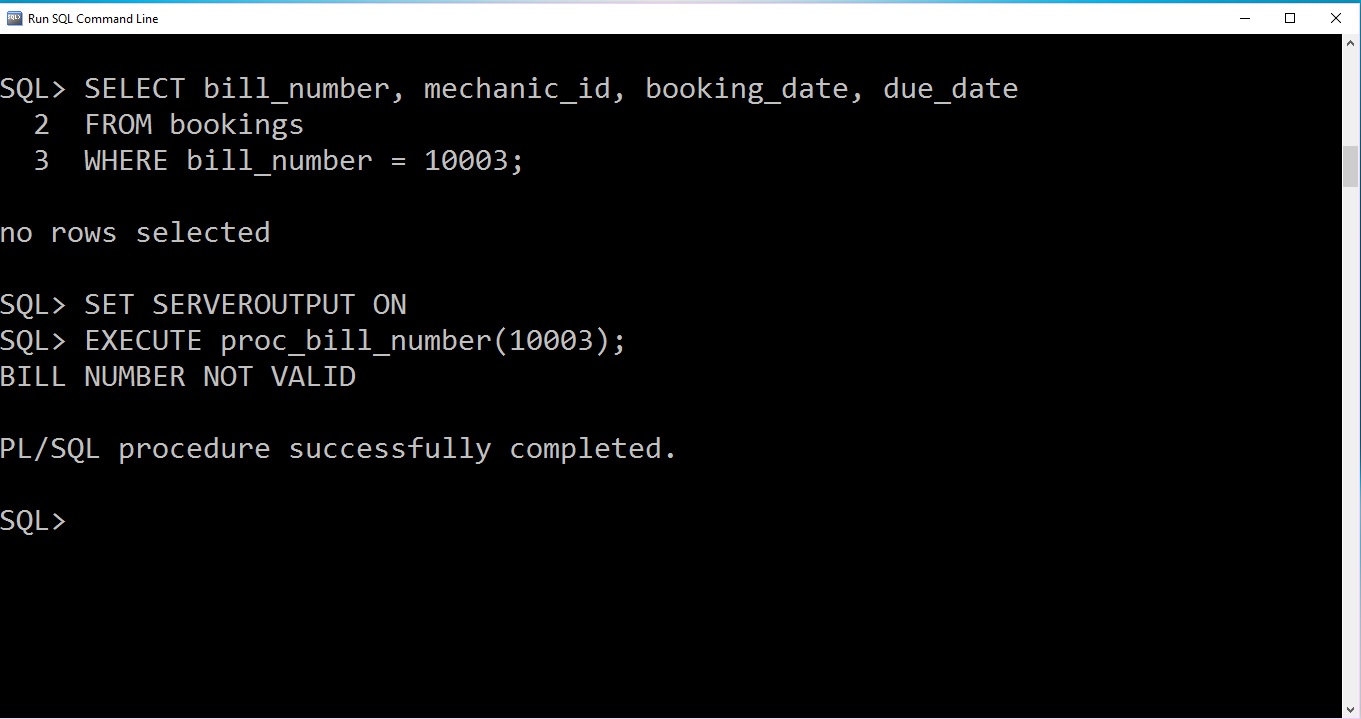 Run SQL Command Line
SQL> SELECT bill_number, mechanic_id, booking_date, due_date
  2  FROM bookings
  3  WHERE bill_number = 10003;
no rows selected
SQL> SET SERVEROUTPUT ON
SQL> EXECUTE proc_bill_number(10003);
BILL NUMBER NOT VALID
PL/SQL procedure successfully completed.
SQL>